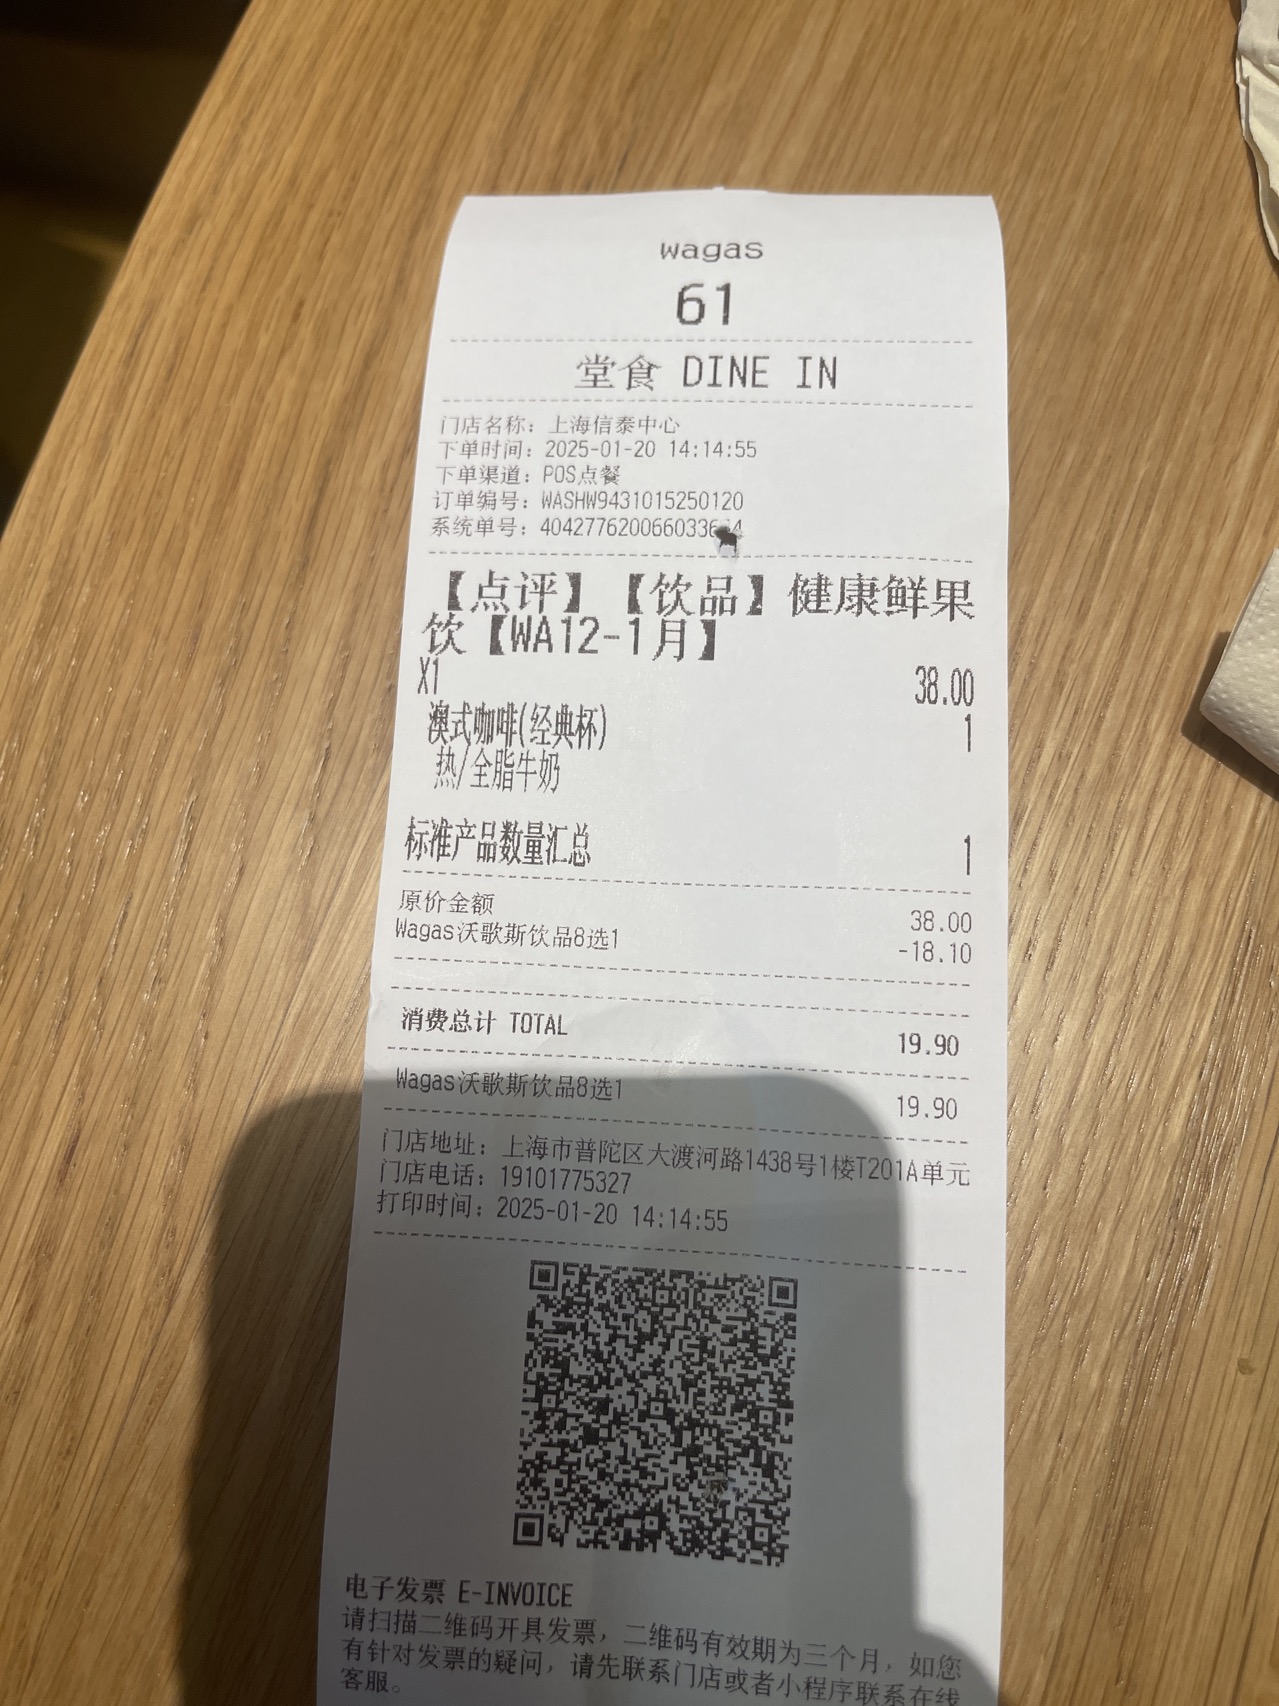 wagas
61
堂食 DINE IN
门店名称：上海信泰中心
下单时间：2025-01-20 14:14:55
下单渠道：POS点餐
订单编号：WASHW9431015250120
系统单号：
【点评】【饮品】健康鲜果
饮【WA12-1月】
X1 38.00
澳式咖啡(经典杯) 1
热/全脂牛奶
标准产品数量汇总 1
原价金额 38.00
Wagas沃歌斯饮品8选1 -18.10
消费总计 TOTAL 19.90
Wagas沃歌斯饮品8选1 19.90
门店地址：上海市普陀区大渡河路1438号1楼T201A单元
门店电话：19101775327
打印时间：2025-01-20 14:14:55
电子发票 E-INVOICE
请扫描二维码开具发票，二维码有效期为三个月，如您
有针对发票的疑问，请先联系门店或者小程序联系在线
客服。